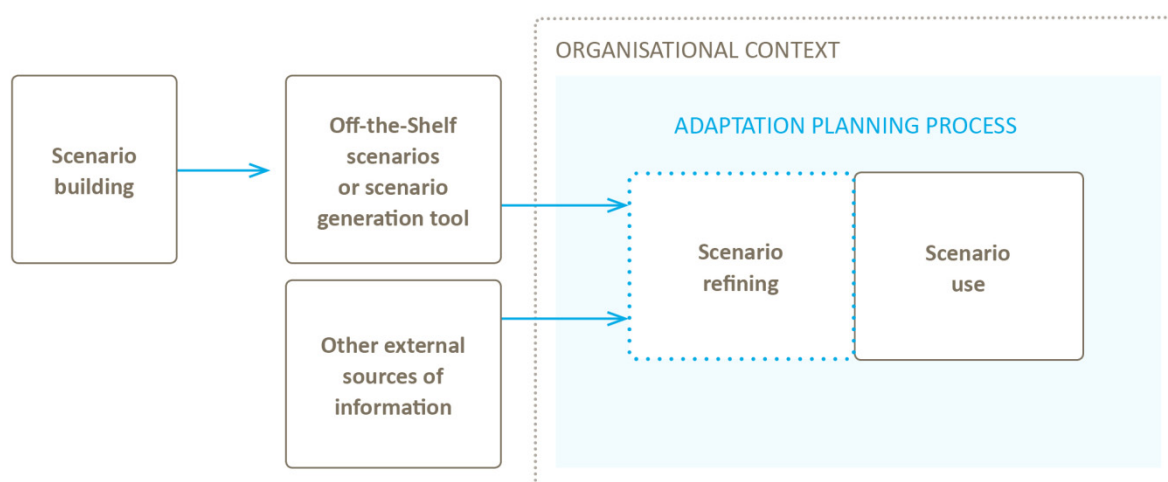 ORGANISATIONAL CONTEXT
ADAPTATION PLANNING PROCESS
Scenario
building
Off-the-Shelf
scenarios
or scenario
generation tool
Other external
sources of
information
Scenario
refining
Scenario
use